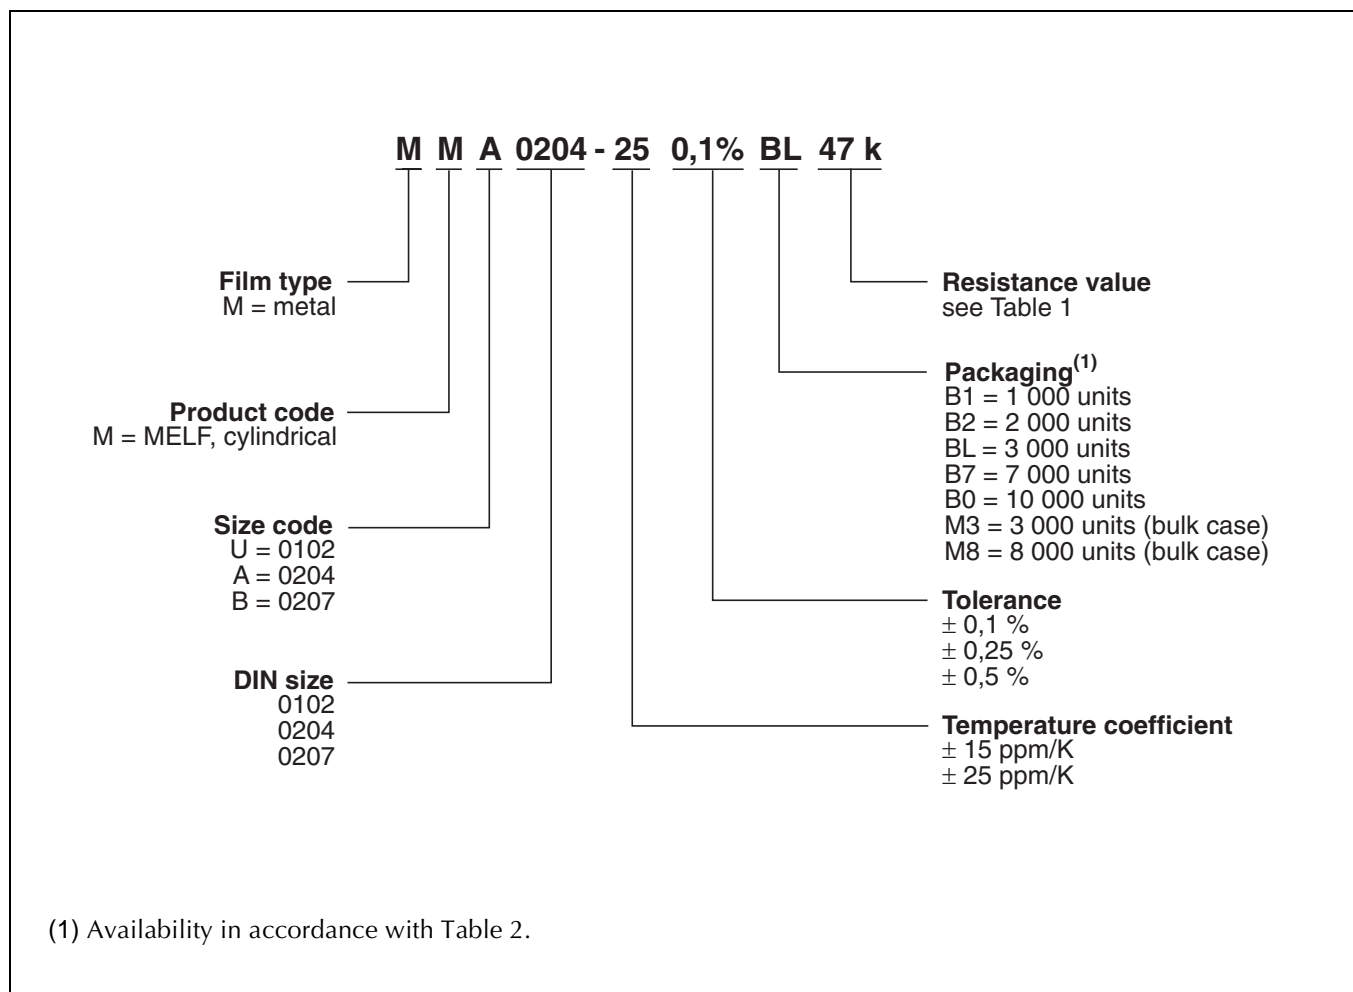 M M A 0204 - 25 0,1% BL 47 k
Film type
M = metal
Product code
M = MELF, cylindrical
Size code
U = 0102
A = 0204
B = 0207
DIN size
0102
0204
0207
Resistance value
see Table 1
Packaging(1)
B1 = 1 000 units
B2 = 2 000 units
BL = 3 000 units
B7 = 7 000 units
B0 = 10 000 units
M3 = 3 000 units (bulk case)
M8 = 8 000 units (bulk case)
Tolerance
± 0,1 %
± 0,25 %
± 0,5 %
Temperature coefficient
± 15 ppm/K
± 25 ppm/K
(1) Availability in accordance with Table 2.